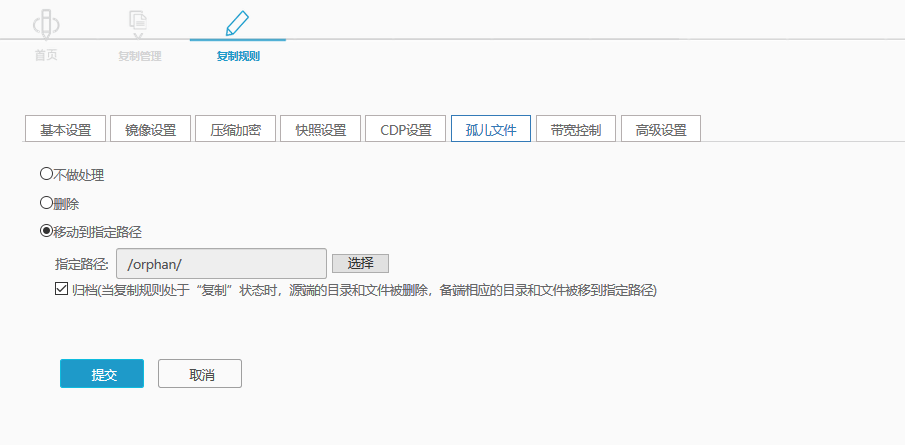 首页 复制管理 复制规则
基本设置 镜像设置 压缩加密 快照设置 CDP设置 孤儿文件 带宽控制 高级设置
不做处理
删除
移动到指定路径
指定路径: /orphan/ 选择
归档(当复制规则处于“复制”状态时，源端的目录和文件被删除，备端相应的目录和文件被移到指定路径)
提交 取消